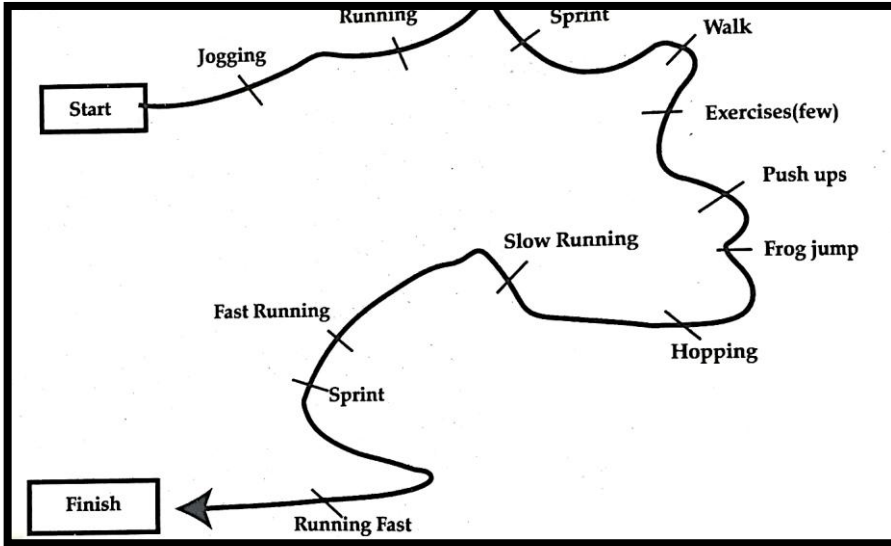 Start
Jogging
Running
Sprint
Walk
Exercises(few)
Push ups
Frog jump
Hopping
Slow Running
Fast Running
Sprint
Running Fast
Finish